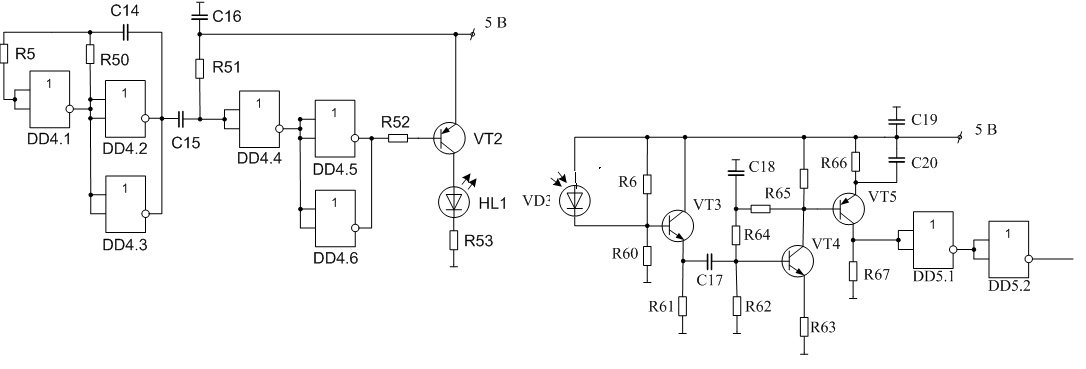 C14
C16
5 В
R5
R50
R51
1
DD4.1
1
DD4.2
C15
1
DD4.4
1
DD4.5
R52
VT2
1
DD4.3
1
DD4.6
HL1
R53
C19
5 В
C18
R66
C20
R6
R65
VD3
VT3
VT5
R60
R64
VT4
C17
R67
1
DD5.1
1
DD5.2
R61
R62
R63